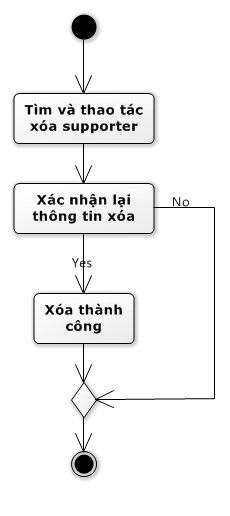 Tìm và thao tác
xóa supporter
Xác nhận lại
thông tin xóa
No
Yes
Xóa thành
công